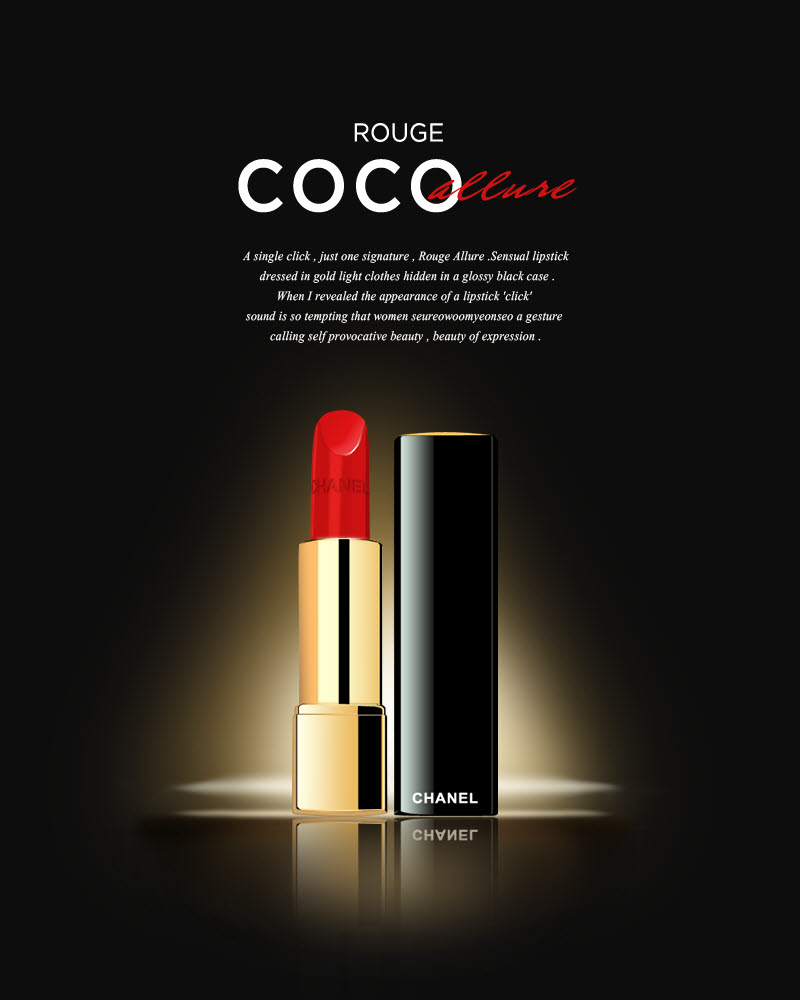 ROUGE
COCO allure
A single click , just one signature , Rouge Allure .Sensual lipstick
dressed in gold light clothes hidden in a glossy black case .
When I revealed the appearance of a lipstick 'click'
sound is so tempting that women seureowoomyeonseo a gesture
calling self provocative beauty , beauty of expression .
CHANEL
CHANEL
CHANEL